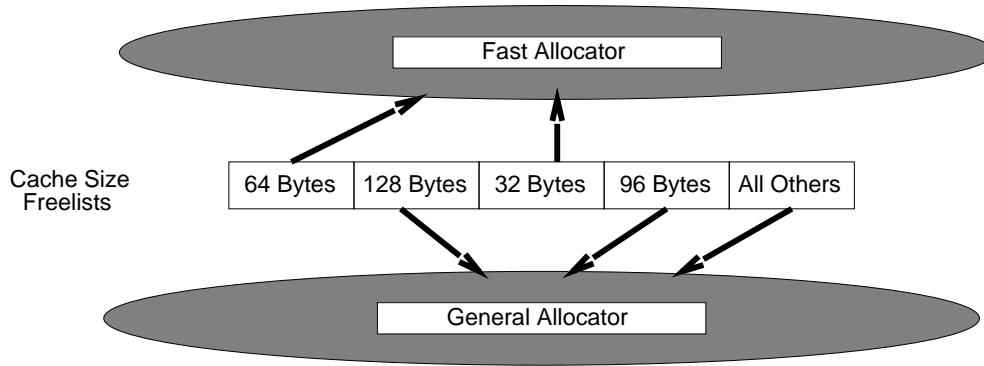 Fast Allocator
Cache Size
Freelists
64 Bytes
128 Bytes
32 Bytes
96 Bytes
All Others
General Allocator